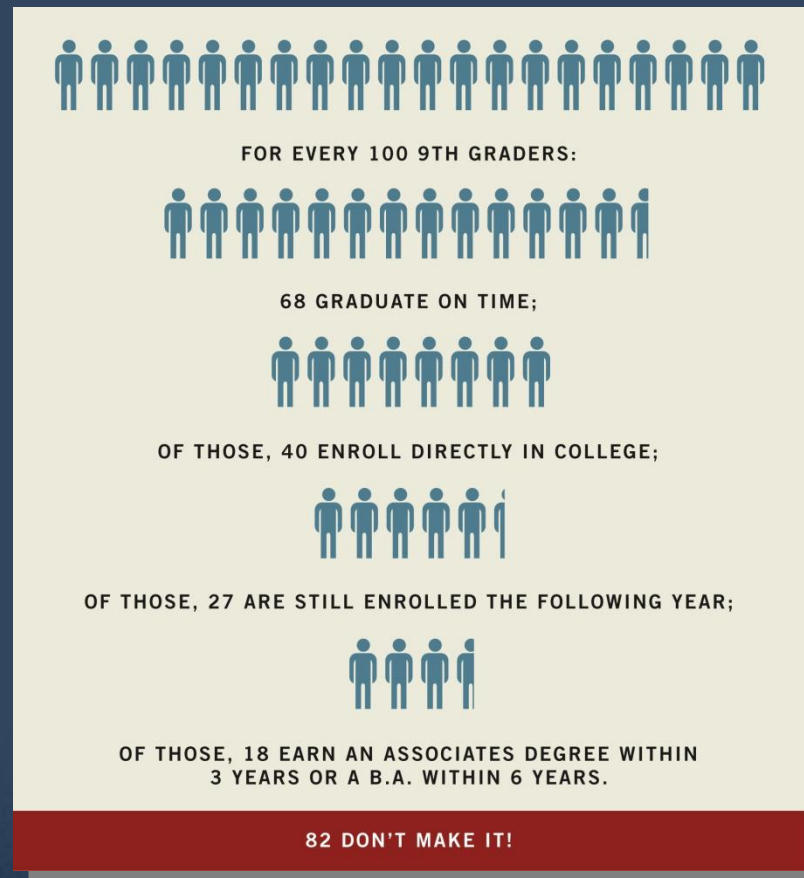 FOR EVERY 100 9TH GRADERS:
68 GRADUATE ON TIME;
OF THOSE, 40 ENROLL DIRECTLY IN COLLEGE;
OF THOSE, 27 ARE STILL ENROLLED THE FOLLOWING YEAR;
OF THOSE, 18 EARN AN ASSOCIATES DEGREE WITHIN
3 YEARS OR A B.A. WITHIN 6 YEARS.
82 DON'T MAKE IT!